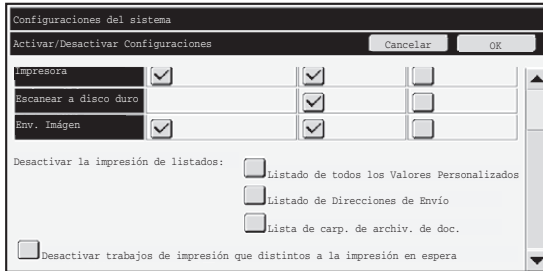 Configuraciones del sistema
Activar/Desactivar Configuraciones Cancelar OK
Impresora
Escanear a disco duro
Env. Imágen
Desactivar la impresión de listados:
Listado de todos los Valores Personalizados
Listado de Direcciones de Envío
Lista de carp. de archiv. de doc.
Desactivar trabajos de impresión que distintos a la impresión en espera